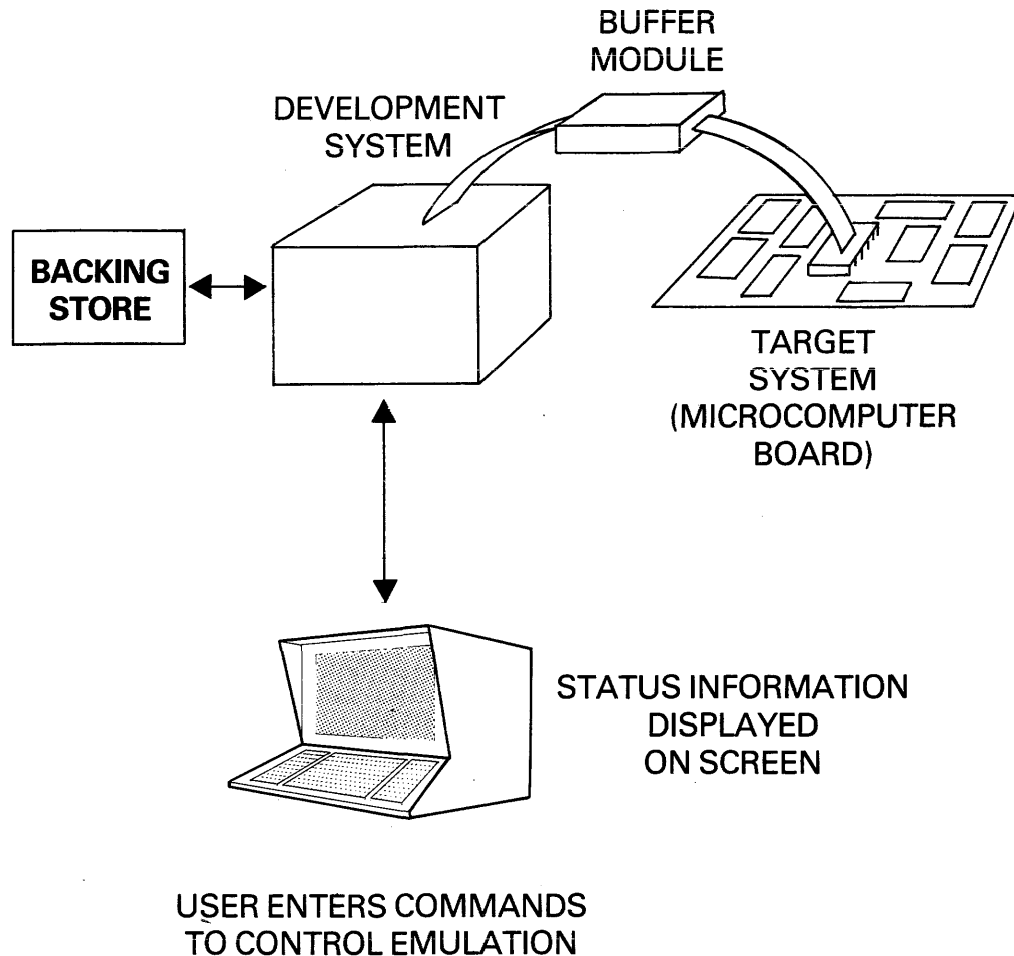 BUFFER
MODULE
DEVELOPMENT
SYSTEM
BACKING
STORE
TARGET
SYSTEM
(MICROCOMPUTER
BOARD)
STATUS INFORMATION
DISPLAYED
ON SCREEN
USER ENTERS COMMANDS
TO CONTROL EMULATION